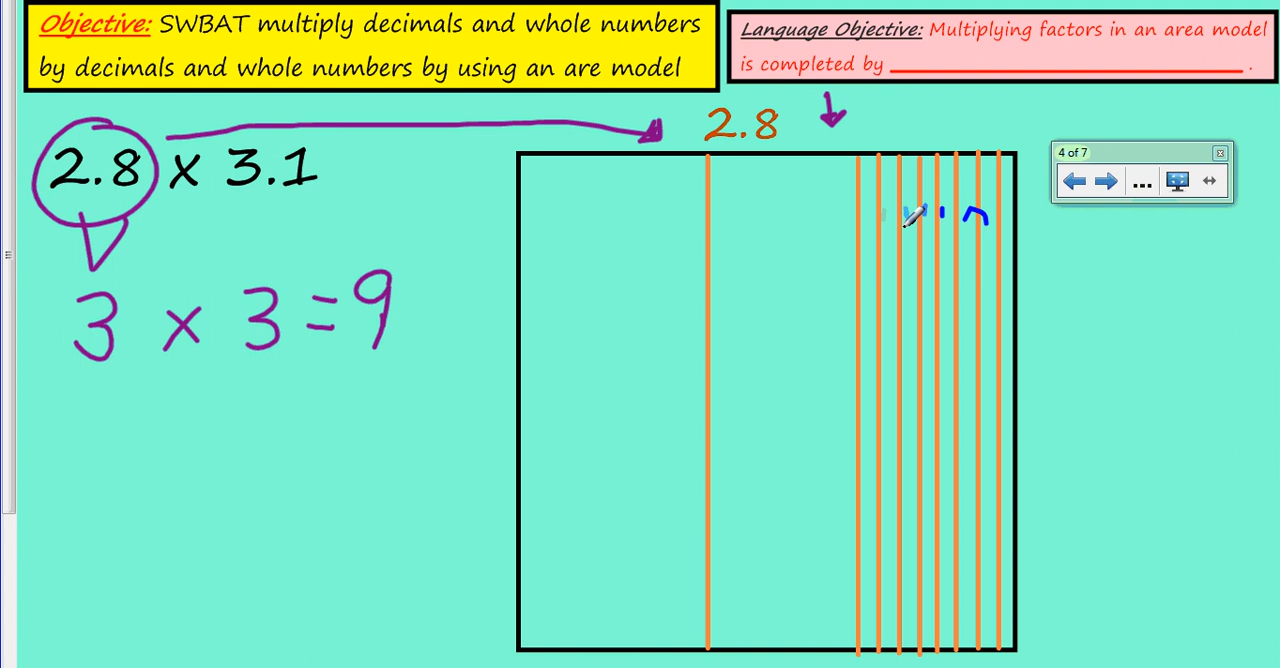 Objective: SWBAT multiply decimals and whole numbers
by decimals and whole numbers by using an are model
Language Objective: Multiplying factors in an area model
is completed by ______________________________ .
2.8
2.8 x 3.1
4 of 7
3 x 3 = 9